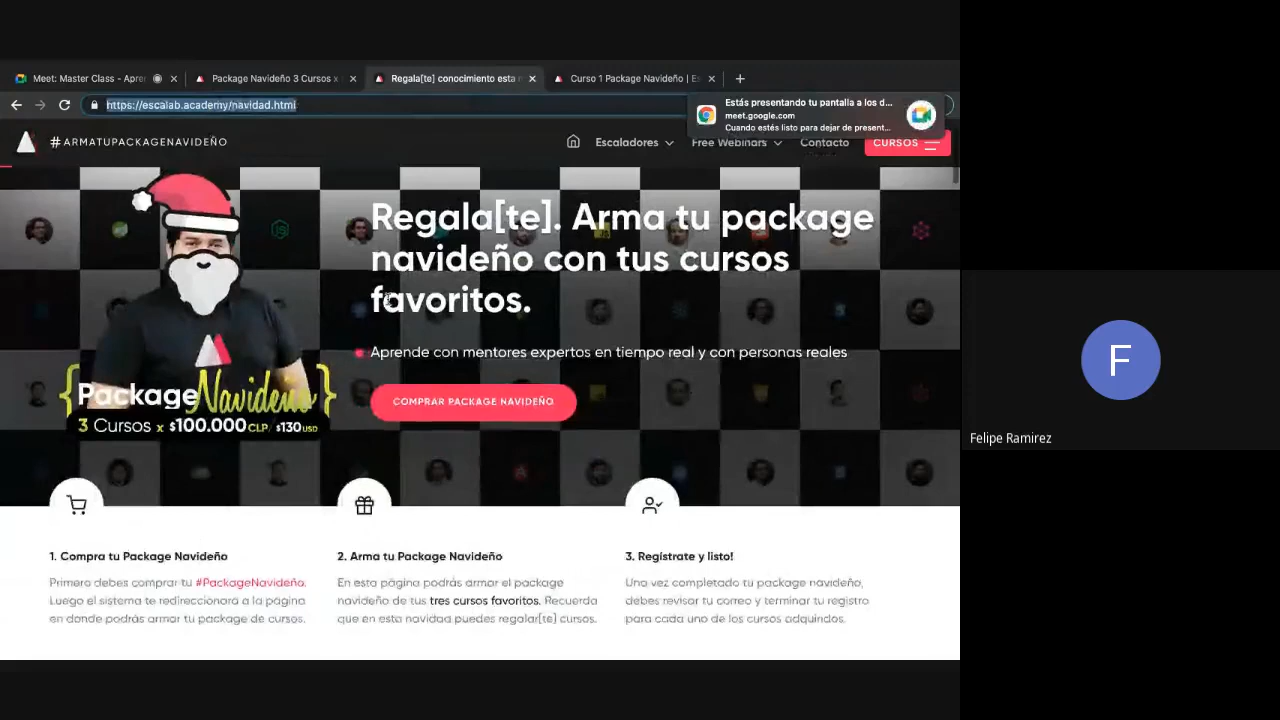 Meet: Master Class - Apre
Package Navideño 3 Cursos x
Regala[te] conocimiento esta n
Curso 1 Package Navideño | E
https://escalab.academy/navidad.html
Estás presentando tu pantalla a los d...
meet.google.com
Cuando estés listo para dejar de present...
#ARMATUPACKAGENAVIDEÑO
Escaladores
Free Webinars
Contacto
CURSOS
Regala[te]. Arma tu package
navideño con tus cursos
favoritos.
Aprende con mentores expertos en tiempo real y con personas reales
COMPRAR PACKAGE NAVIDEÑO
{Package Navideño}
3 Cursos x $100.000 CLP/ $130 USD
1. Compra tu Package Navideño
Primero debes comprar tu #PackageNavideño.
Luego el sistema te redireccionará a la página
en donde podrás armar tu package de cursos.
2. Arma tu Package Navideño
En esta página podrás armar el package
navideño de tus tres cursos favoritos. Recuerda
que en esta navidad puedes regalar[te] cursos.
3. Regístrate y listo!
Una vez completado tu package navideño,
debes revisar tu correo y terminar tu registro
para cada uno de los cursos adquiridos.
F
Felipe Ramirez